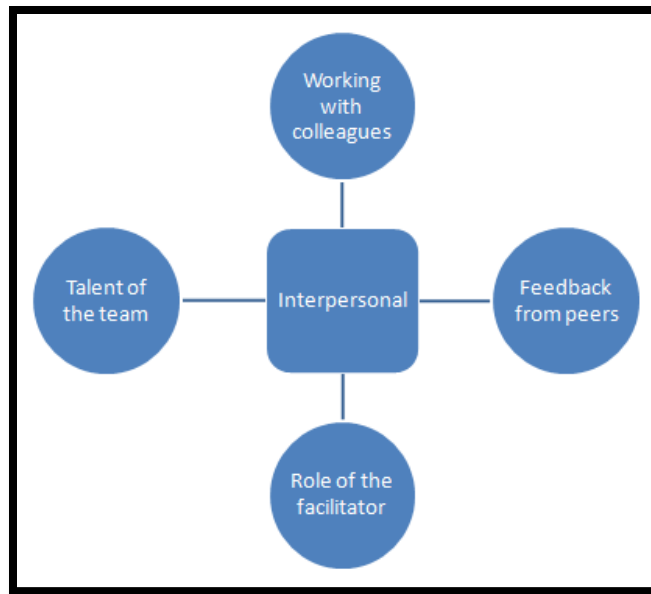 Working
with
colleagues
Talent of
the team
Interpersonal
Feedback
from peers
Role of the
facilitator